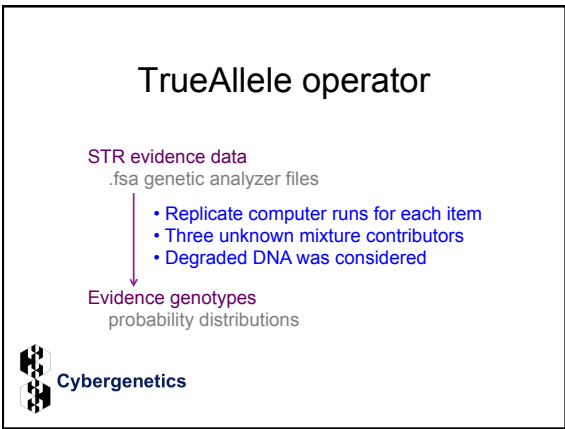 TrueAllele operator
STR evidence data
.fsa genetic analyzer files
• Replicate computer runs for each item
• Three unknown mixture contributors
• Degraded DNA was considered
Evidence genotypes
probability distributions
Cybergenetics